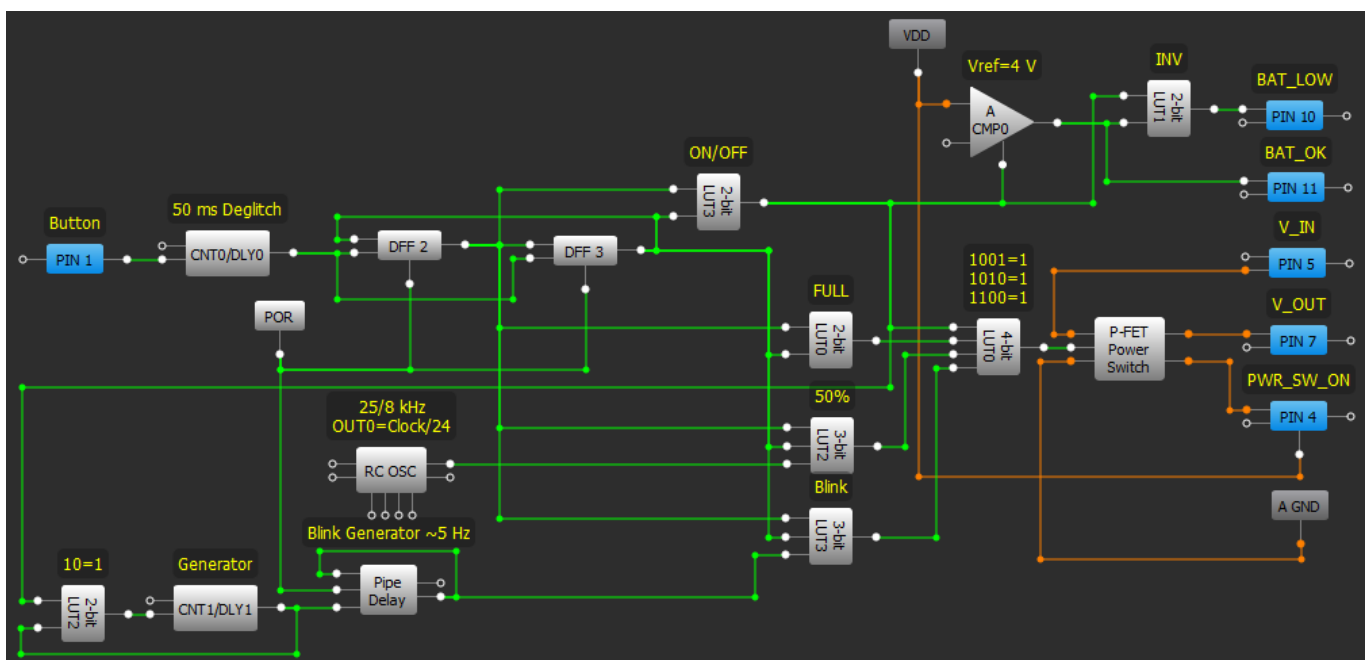 VDD
Vref=4 V
A
CMP0
INV
2-bit
LUT1
BAT_LOW
PIN 10
BAT_OK
PIN 11
ON/OFF
2-bit
LUT3
Button
PIN 1
50 ms Deglitch
CNT0/DLY0
DFF 2
DFF 3
V_IN
PIN 5
1001=1
1010=1
1100=1
4-bit
LUT0
FULL
2-bit
LUT0
POR
P-FET
Power
Switch
V_OUT
PIN 7
PWR_SW_ON
PIN 4
25/8 kHz
OUT0=Clock/24
RC OSC
50%
3-bit
LUT2
Blink
3-bit
LUT3
A GND
Blink Generator ~5 Hz
Pipe
Delay
10=1
2-bit
LUT2
Generator
CNT1/DLY1